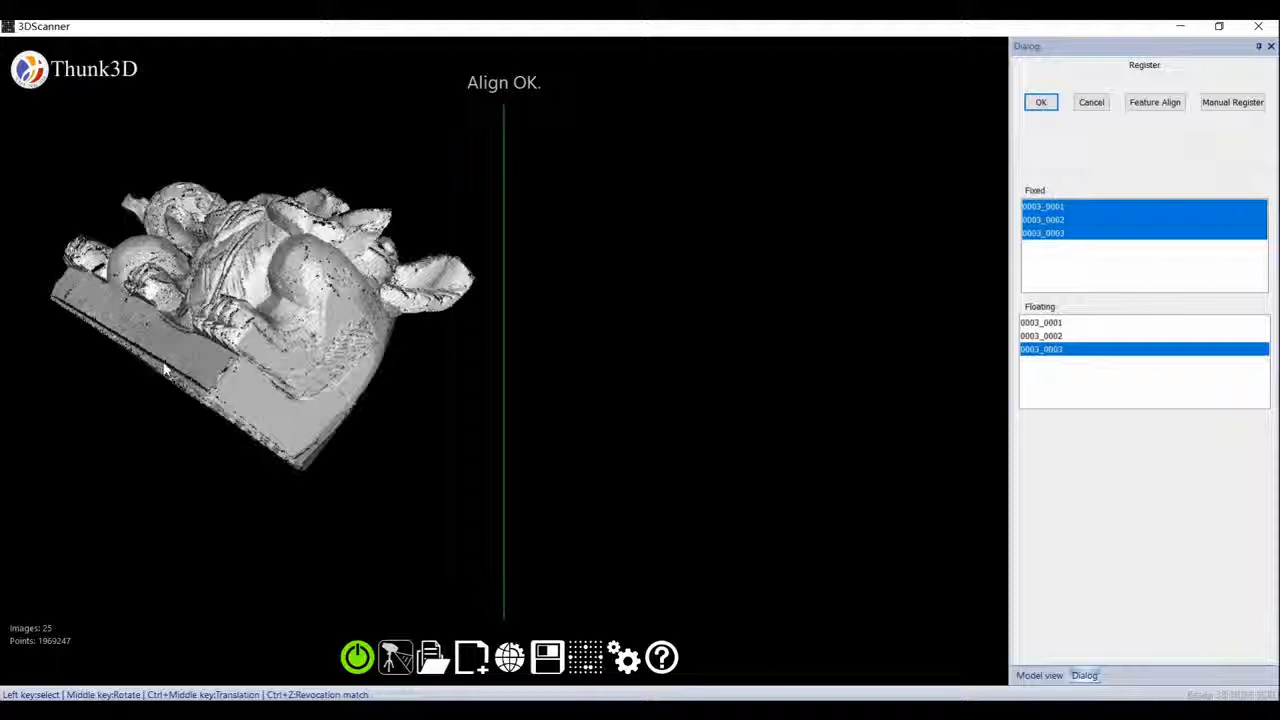 3DScanner
Dialog
Thunk3D
Align OK.
Register
OK
Cancel
Feature Align
Manual Register
Fixed
0003_0001
0003_0002
0003_0003
Floating
0003_0001
0003_0002
0003_0003
Images: 25
Points: 1969247
Model view
Dialog
Left key:select | Middle key:Rotate | Ctrl+Middle key:Translation | Ctrl+Z:Revocation match